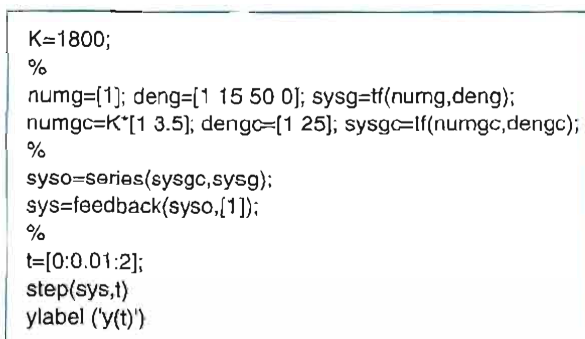 K=1800;
%
numg=[1]; deng=[1 15 50 0]; sysg=tf(numg,deng);
numgc=K*[1 3.5]; dengc=[1 25]; sysgc=tf(numgc,dengc);
%
syso=series(sysgc,sysg);
sys=feedback(syso,[1]);
%
t=[0:0.01:2];
step(sys,t)
ylabel ('y(t)')